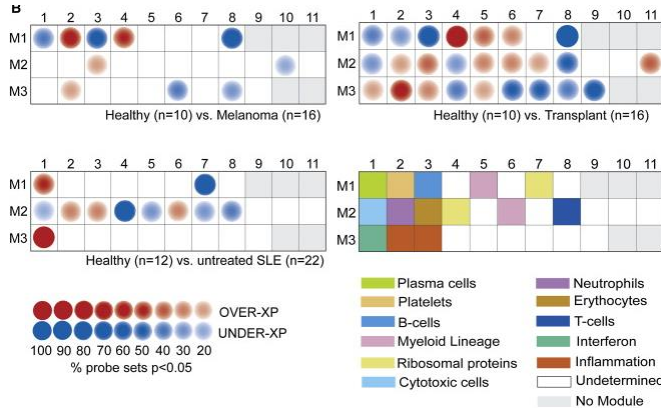 B
1 2 3 4 5 6 7 8 9 10 11
M1
M2
M3
Healthy (n=10) vs. Melanoma (n=16)
1 2 3 4 5 6 7 8 9 10 11
M1
M2
M3
Healthy (n=10) vs. Transplant (n=16)
1 2 3 4 5 6 7 8 9 10 11
M1
M2
M3
Healthy (n=12) vs. untreated SLE (n=22)
OVER-XP
UNDER-XP
100 90 80 70 60 50 40 30 20
% probe sets p<0.05
1 2 3 4 5 6 7 8 9 10 11
M1
M2
M3
Plasma cells
Platelets
B-cells
Myeloid Lineage
Ribosomal proteins
Cytotoxic cells
Neutrophils
Erythocytes
T-cells
Interferon
Inflammation
Undetermined
No Module